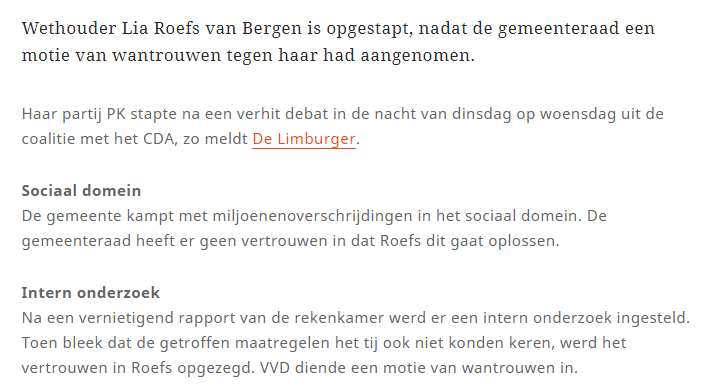 Wethouder Lia Roefs van Bergen is opgestapt, nadat de gemeenteraad een
motie van wantrouwen tegen haar had aangenomen.
Haar partij PK stapte na een verhit debat in de nacht van dinsdag op woensdag uit de
coalitie met het CDA, zo meldt De Limburger.
Sociaal domein
De gemeente kampt met miljoenenoverschrijdingen in het sociaal domein. De
gemeenteraad heeft er geen vertrouwen in dat Roefs dit gaat oplossen.
Intern onderzoek
Na een vernietigend rapport van de rekenkamer werd er een intern onderzoek ingesteld.
Toen bleek dat de getroffen maatregelen het tij ook niet konden keren, werd het
vertrouwen in Roefs opgezegd. VVD diende een motie van wantrouwen in.